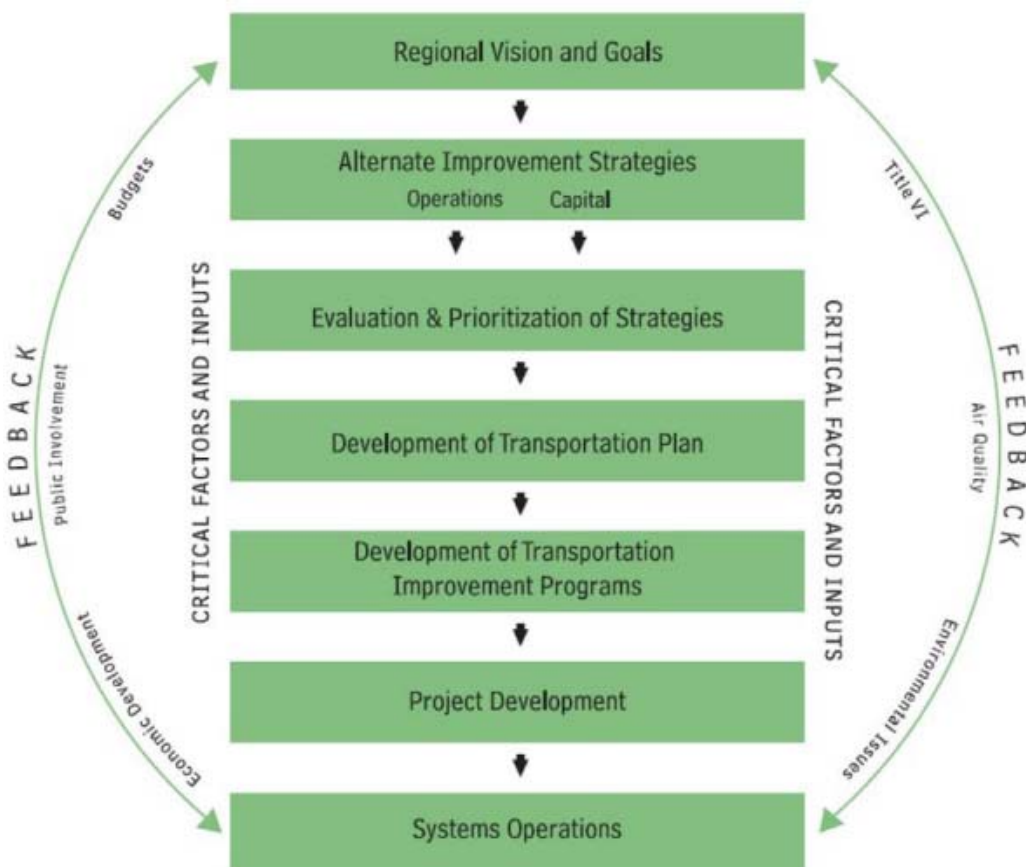 Regional Vision and Goals
Alternate Improvement Strategies
Operations Capital
Evaluation & Prioritization of Strategies
Development of Transportation Plan
Development of Transportation
Improvement Programs
Project Development
Systems Operations
FEEDBACK
Budgets
Public Involvement
Economic Development
CRITICAL FACTORS AND INPUTS
CRITICAL FACTORS AND INPUTS
Title VI
Air Quality
Environmental Issues
FEEDBACK